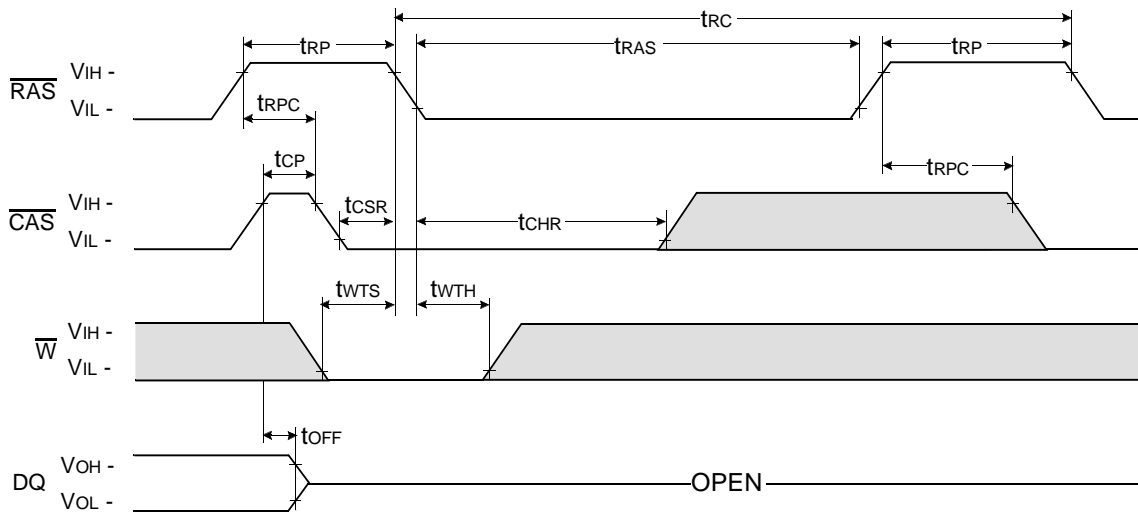 tRC
tRP tRAS tRP
RAS VIH -
VIL -
tRPC
tCP tRPC
CAS VIH -
VIL -
tCSR tCHR
tWTS tWTH
W VIH -
VIL -
tOFF
DQ VOH -
VOL -
OPEN